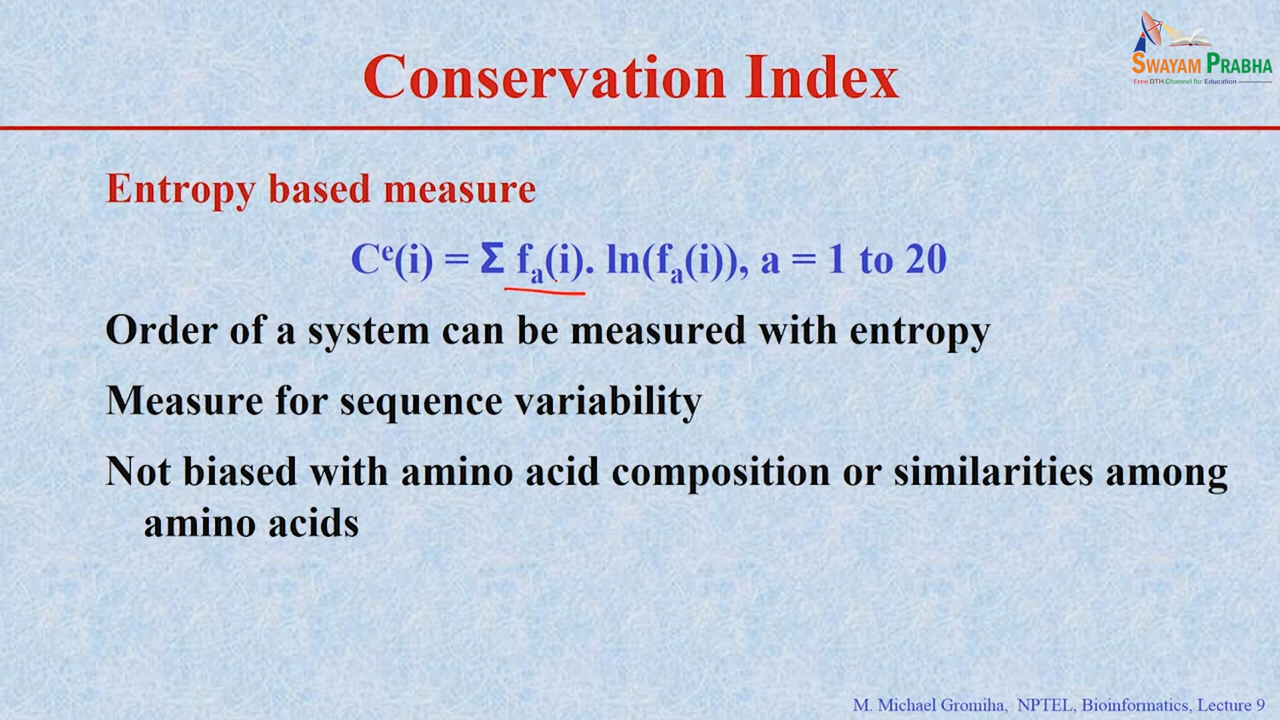 SWAYAM PRABHA
Free DTH Channel for Education
Conservation Index
Entropy based measure
Cᵉ(i) = Σ fₐ(i). ln(fₐ(i)), a = 1 to 20
Order of a system can be measured with entropy
Measure for sequence variability
Not biased with amino acid composition or similarities among
amino acids
M. Michael Gromiha, NPTEL, Bioinformatics, Lecture 9